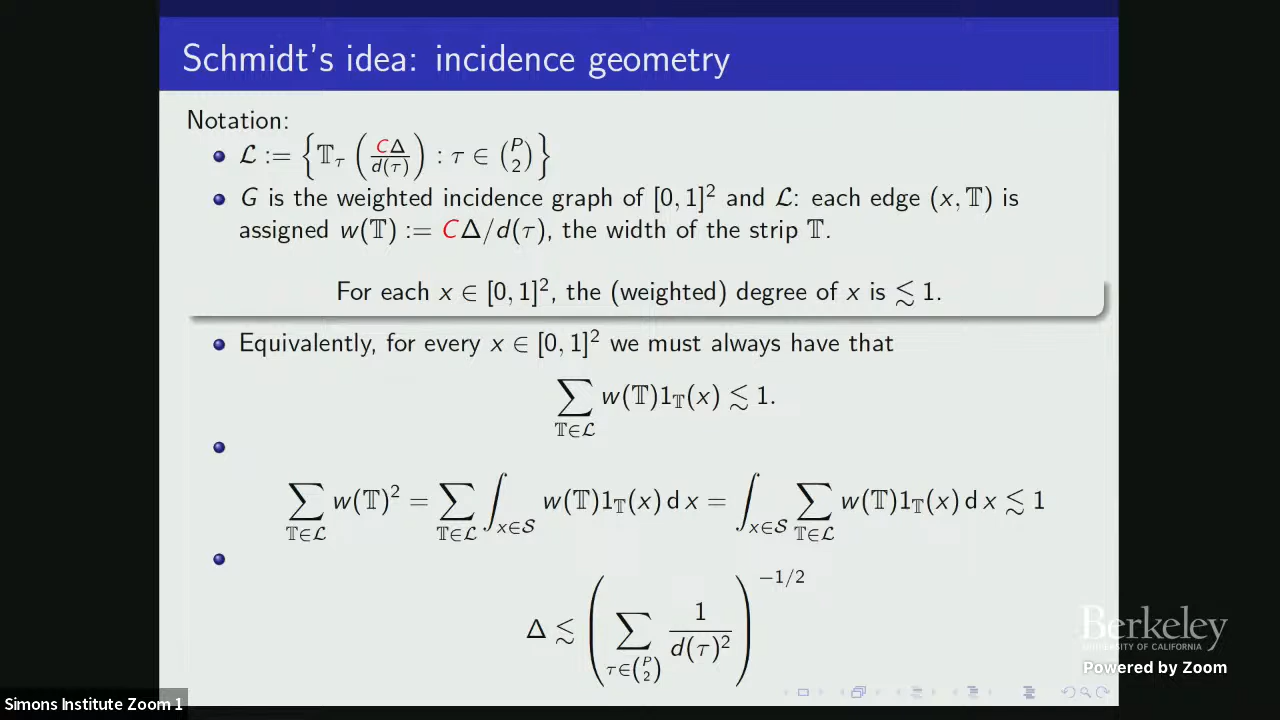 Schmidt's idea: incidence geometry
Notation:
ℒ := { 𝕋_τ ( CΔ / d(τ) ) : τ ∈ (P choose 2) }
G is the weighted incidence graph of [0, 1]² and ℒ: each edge (x, 𝕋) is
assigned w(𝕋) := CΔ/d(τ), the width of the strip 𝕋.
For each x ∈ [0, 1]², the (weighted) degree of x is ≲ 1.
Equivalently, for every x ∈ [0, 1]² we must always have that
∑_{𝕋∈ℒ} w(𝕋)1_𝕋(x) ≲ 1.
∑_{𝕋∈ℒ} w(𝕋)² = ∑_{𝕋∈ℒ} ∫_{x∈𝒮} w(𝕋)1_𝕋(x) d x = ∫_{x∈𝒮} ∑_{𝕋∈ℒ} w(𝕋)1_𝕋(x) d x ≲ 1
Δ ≲ ( ∑_{τ∈(P choose 2)} 1 / d(τ)² )^{−1/2}
Berkeley
UNIVERSITY OF CALIFORNIA
Powered by Zoom
Simons Institute Zoom 1